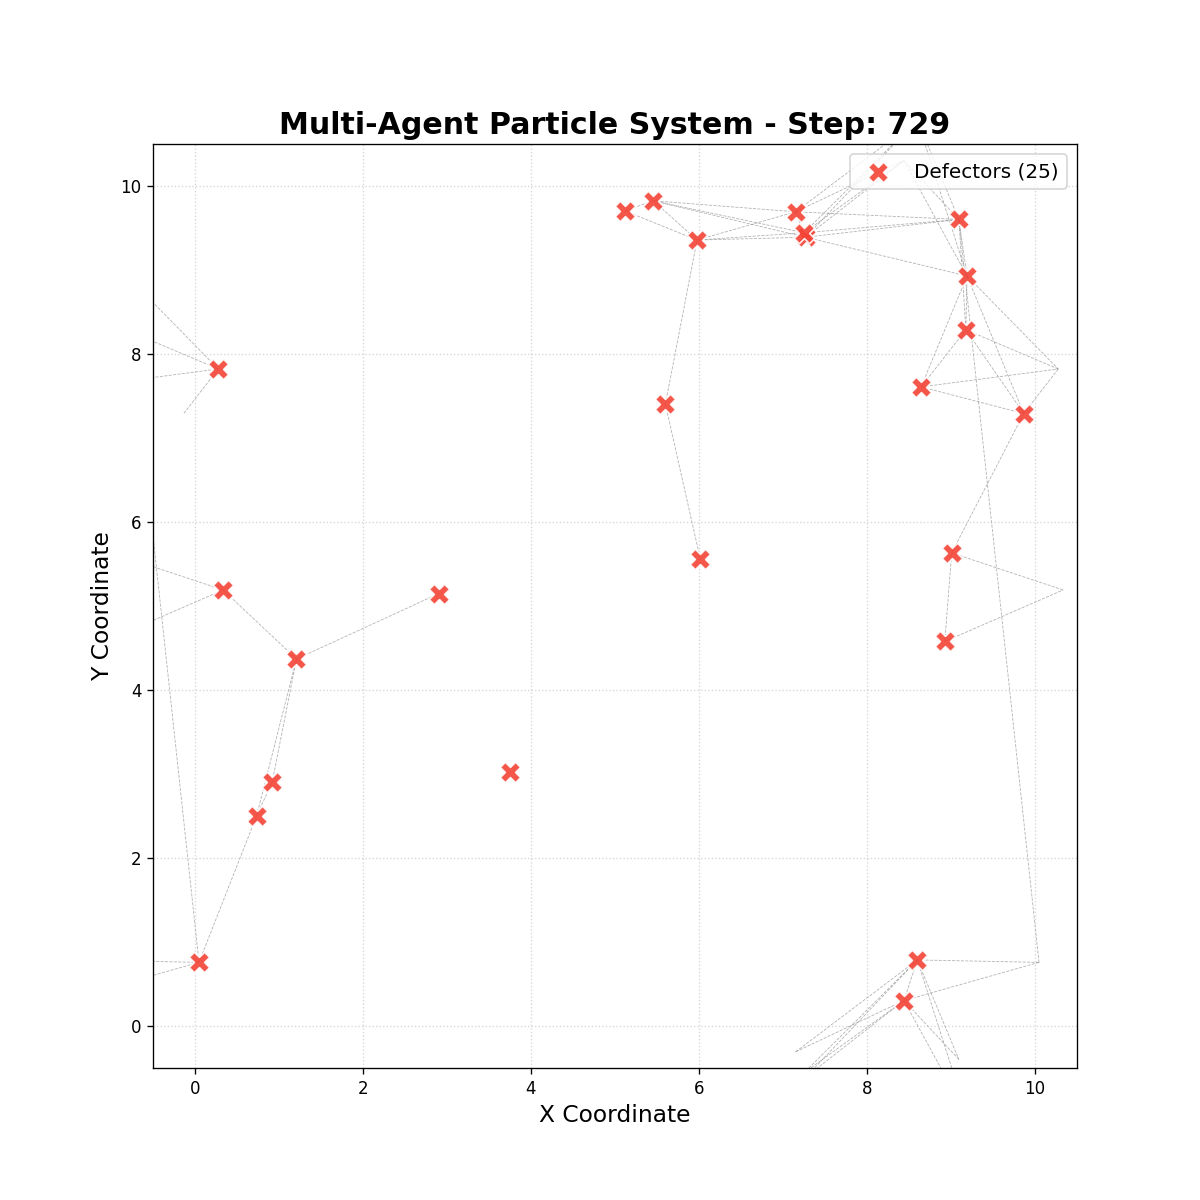 Multi-Agent Particle System - Step: 729
Defectors (25)
10
8
6
4
2
0
Y Coordinate
0 2 4 6 8 10
X Coordinate